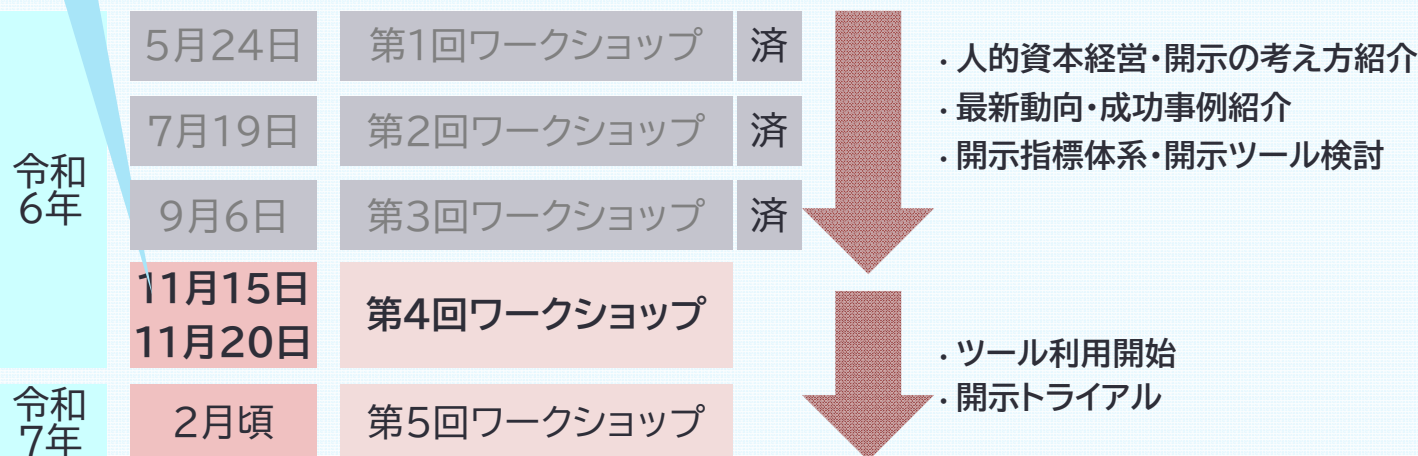 令和
6年
5月24日 第1回ワークショップ 済
7月19日 第2回ワークショップ 済
9月6日 第3回ワークショップ 済
11月15日
11月20日
第4回ワークショップ
令和
7年
2月頃 第5回ワークショップ
・人的資本経営・開示の考え方紹介
・最新動向・成功事例紹介
・開示指標体系・開示ツール検討
・ツール利用開始
・開示トライアル